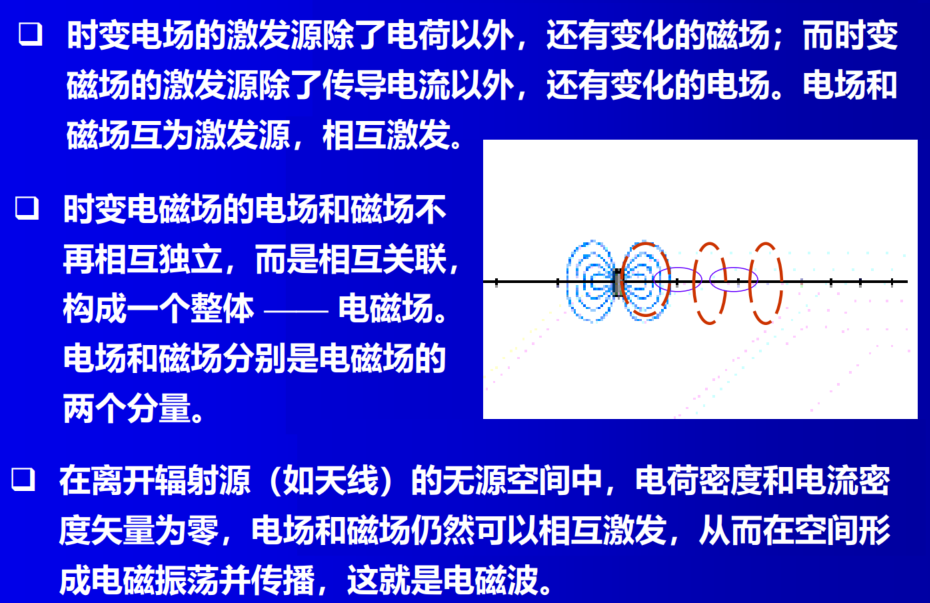 ❑ 时变电场的激发源除了电荷以外，还有变化的磁场；而时变
磁场的激发源除了传导电流以外，还有变化的电场。电场和
磁场互为激发源，相互激发。
❑ 时变电磁场的电场和磁场不
再相互独立，而是相互关联，
构成一个整体 —— 电磁场。
电场和磁场分别是电磁场的
两个分量。
❑ 在离开辐射源（如天线）的无源空间中，电荷密度和电流密
度矢量为零，电场和磁场仍然可以相互激发，从而在空间形
成电磁振荡并传播，这就是电磁波。